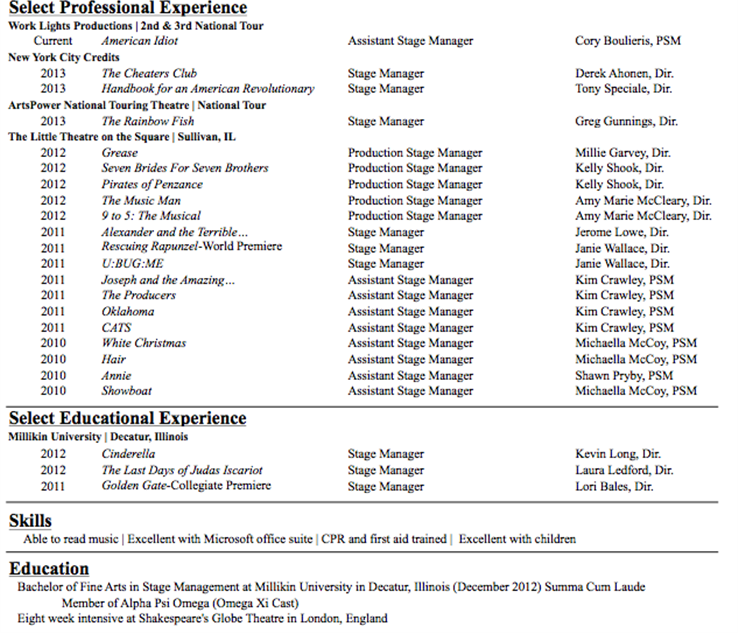 Select Professional Experience
Work Lights Productions | 2nd & 3rd National Tour
Current American Idiot Assistant Stage Manager Cory Boulieris, PSM
New York City Credits
2013 The Cheaters Club Stage Manager Derek Ahonen, Dir.
2013 Handbook for an American Revolutionary Stage Manager Tony Speciale, Dir.
ArtsPower National Touring Theatre | National Tour
2013 The Rainbow Fish Stage Manager Greg Gunnings, Dir.
The Little Theatre on the Square | Sullivan, IL
2012 Grease Production Stage Manager Millie Garvey, Dir.
2012 Seven Brides For Seven Brothers Production Stage Manager Kelly Shook, Dir.
2012 Pirates of Penzance Production Stage Manager Kelly Shook, Dir.
2012 The Music Man Production Stage Manager Amy Marie McCleary, Dir.
2012 9 to 5: The Musical Production Stage Manager Amy Marie McCleary, Dir.
2011 Alexander and the Terrible… Stage Manager Jerome Lowe, Dir.
2011 Rescuing Rapunzel-World Premiere Stage Manager Janie Wallace, Dir.
2011 U:BUG:ME Stage Manager Janie Wallace, Dir.
2011 Joseph and the Amazing… Assistant Stage Manager Kim Crawley, PSM
2011 The Producers Assistant Stage Manager Kim Crawley, PSM
2011 Oklahoma Assistant Stage Manager Kim Crawley, PSM
2011 CATS Assistant Stage Manager Kim Crawley, PSM
2010 White Christmas Assistant Stage Manager Michaella McCoy, PSM
2010 Hair Assistant Stage Manager Michaella McCoy, PSM
2010 Annie Assistant Stage Manager Shawn Pryby, PSM
2010 Showboat Assistant Stage Manager Michaella McCoy, PSM
Select Educational Experience
Millikin University | Decatur, Illinois
2012 Cinderella Stage Manager Kevin Long, Dir.
2012 The Last Days of Judas Iscariot Stage Manager Laura Ledford, Dir.
2011 Golden Gate-Collegiate Premiere Stage Manager Lori Bales, Dir.
Skills
Able to read music | Excellent with Microsoft office suite | CPR and first aid trained | Excellent with children
Education
Bachelor of Fine Arts in Stage Management at Millikin University in Decatur, Illinois (December 2012) Summa Cum Laude
Member of Alpha Psi Omega (Omega Xi Cast)
Eight week intensive at Shakespeare's Globe Theatre in London, England